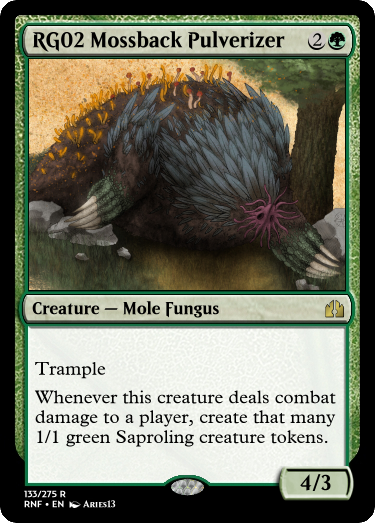 RG02 Mossback Pulverizer 2
Creature — Mole Fungus
Trample
Whenever this creature deals combat
damage to a player, create that many
1/1 green Saproling creature tokens.
4/3
133/275 R
RNF • EN Aries13